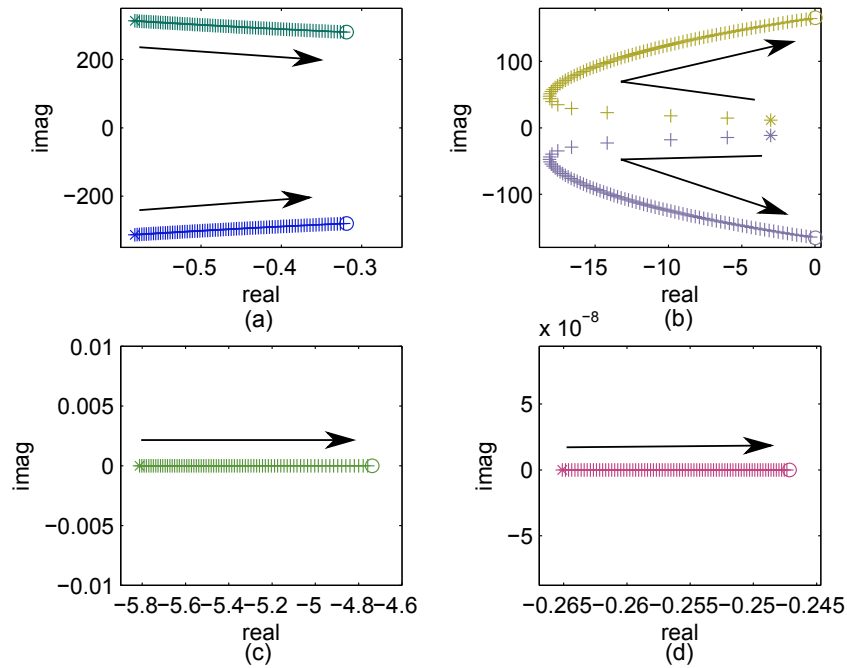 200
0
−200
imag
−0.5 −0.4 −0.3
real
(a)
100
0
−100
imag
−15 −10 −5 0
real
(b)
0.01
0.005
0
−0.005
−0.01
imag
−5.8 −5.6 −5.4 −5.2 −5 −4.8 −4.6
real
(c)
x 10⁻⁸
5
0
−5
imag
−0.265 −0.26 −0.255 −0.25 −0.245
real
(d)